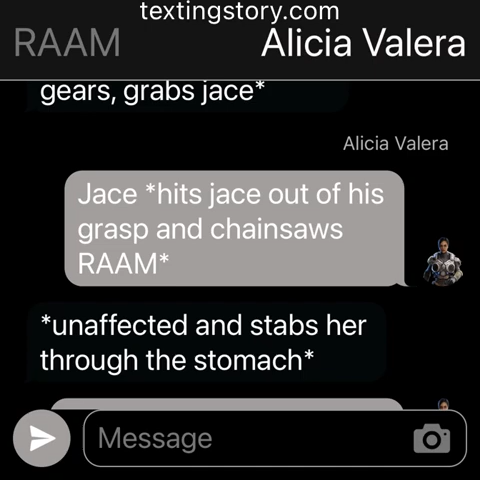 textingstory.com
RAAM
Alicia Valera
gears, grabs jace*
Alicia Valera
Jace *hits jace out of his
grasp and chainsaws
RAAM*
*unaffected and stabs her
through the stomach*
Message